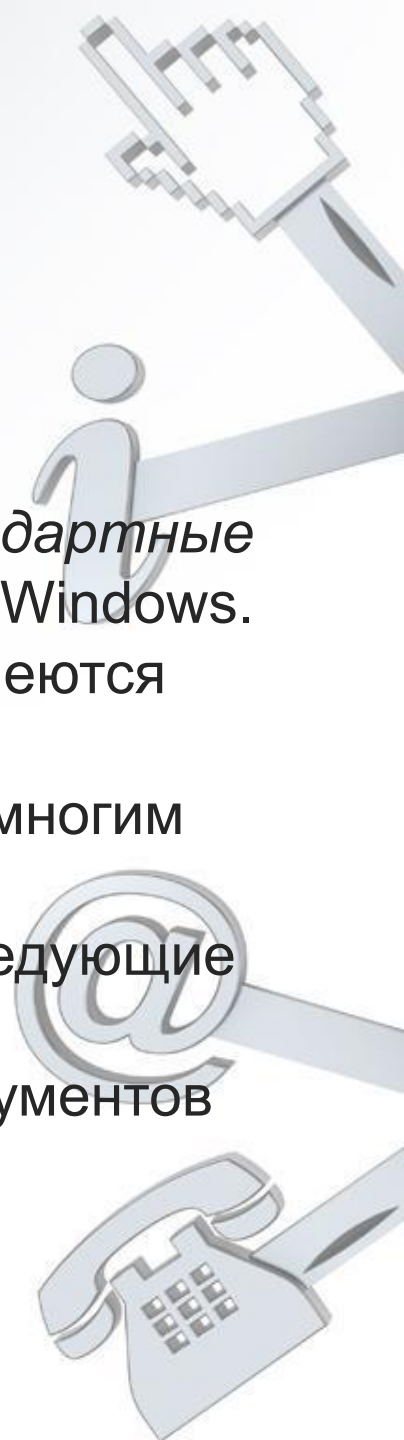 дартные
Windows.
еются
многим
едующие
ументов